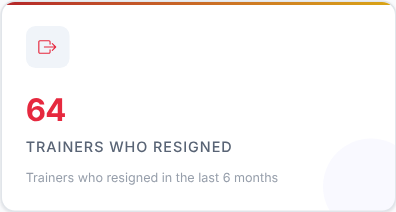 64
TRAINERS WHO RESIGNED
Trainers who resigned in the last 6 months